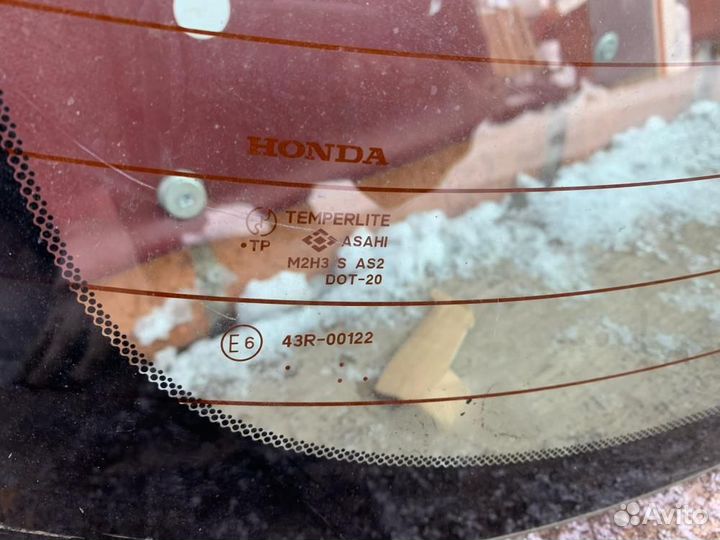 HONDA
TEMPERLITE
•TP ASAHI
M2H3 S AS2
DOT-20
E6 43R-00122
Avito